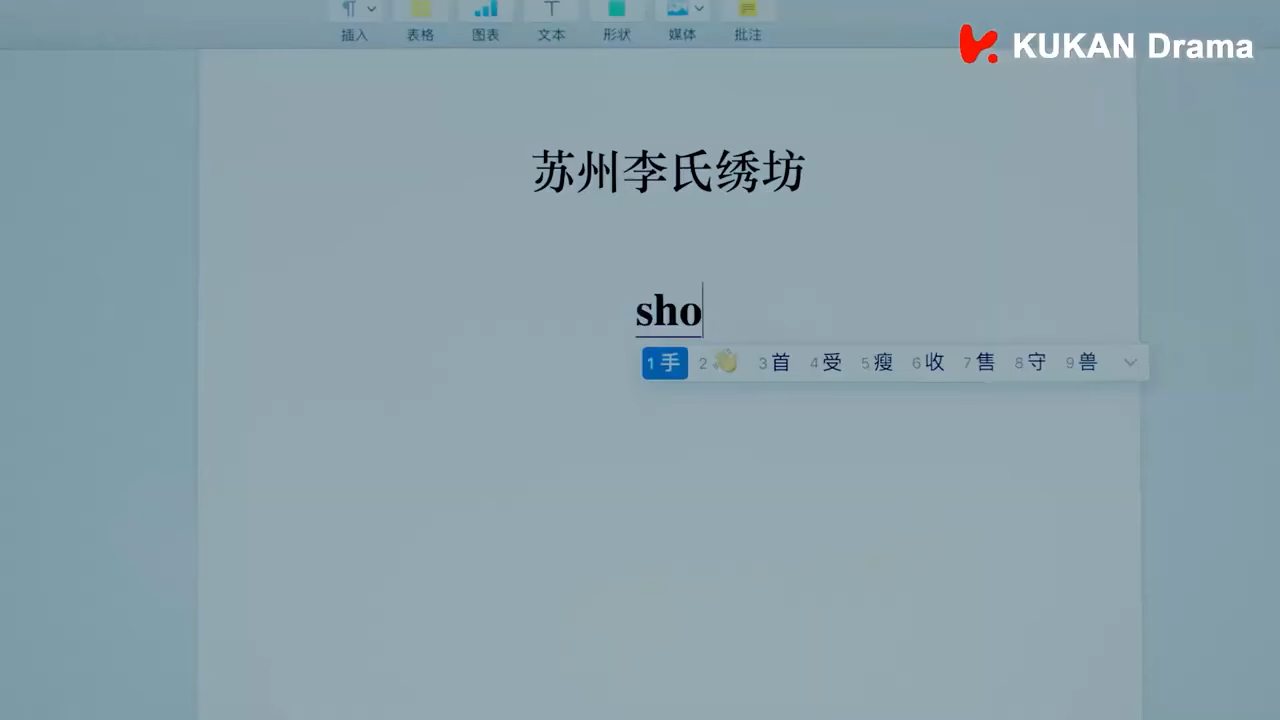 插入 表格 图表 文本 形状 媒体 批注
KUKAN Drama
苏州李氏绣坊
sho
1 手 2 👋 3 首 4 受 5 瘦 6 收 7 售 8 守 9 兽